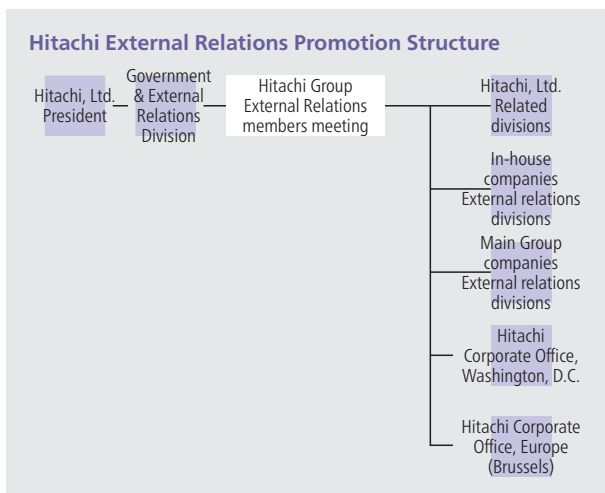 Hitachi External Relations Promotion Structure
Hitachi, Ltd.
President
Government
& External
Relations
Division
Hitachi Group
External Relations
members meeting
Hitachi, Ltd.
Related
divisions
In-house
companies
External relations
divisions
Main Group
companies
External relations
divisions
Hitachi
Corporate Office,
Washington, D.C.
Hitachi Corporate
Office, Europe
(Brussels)